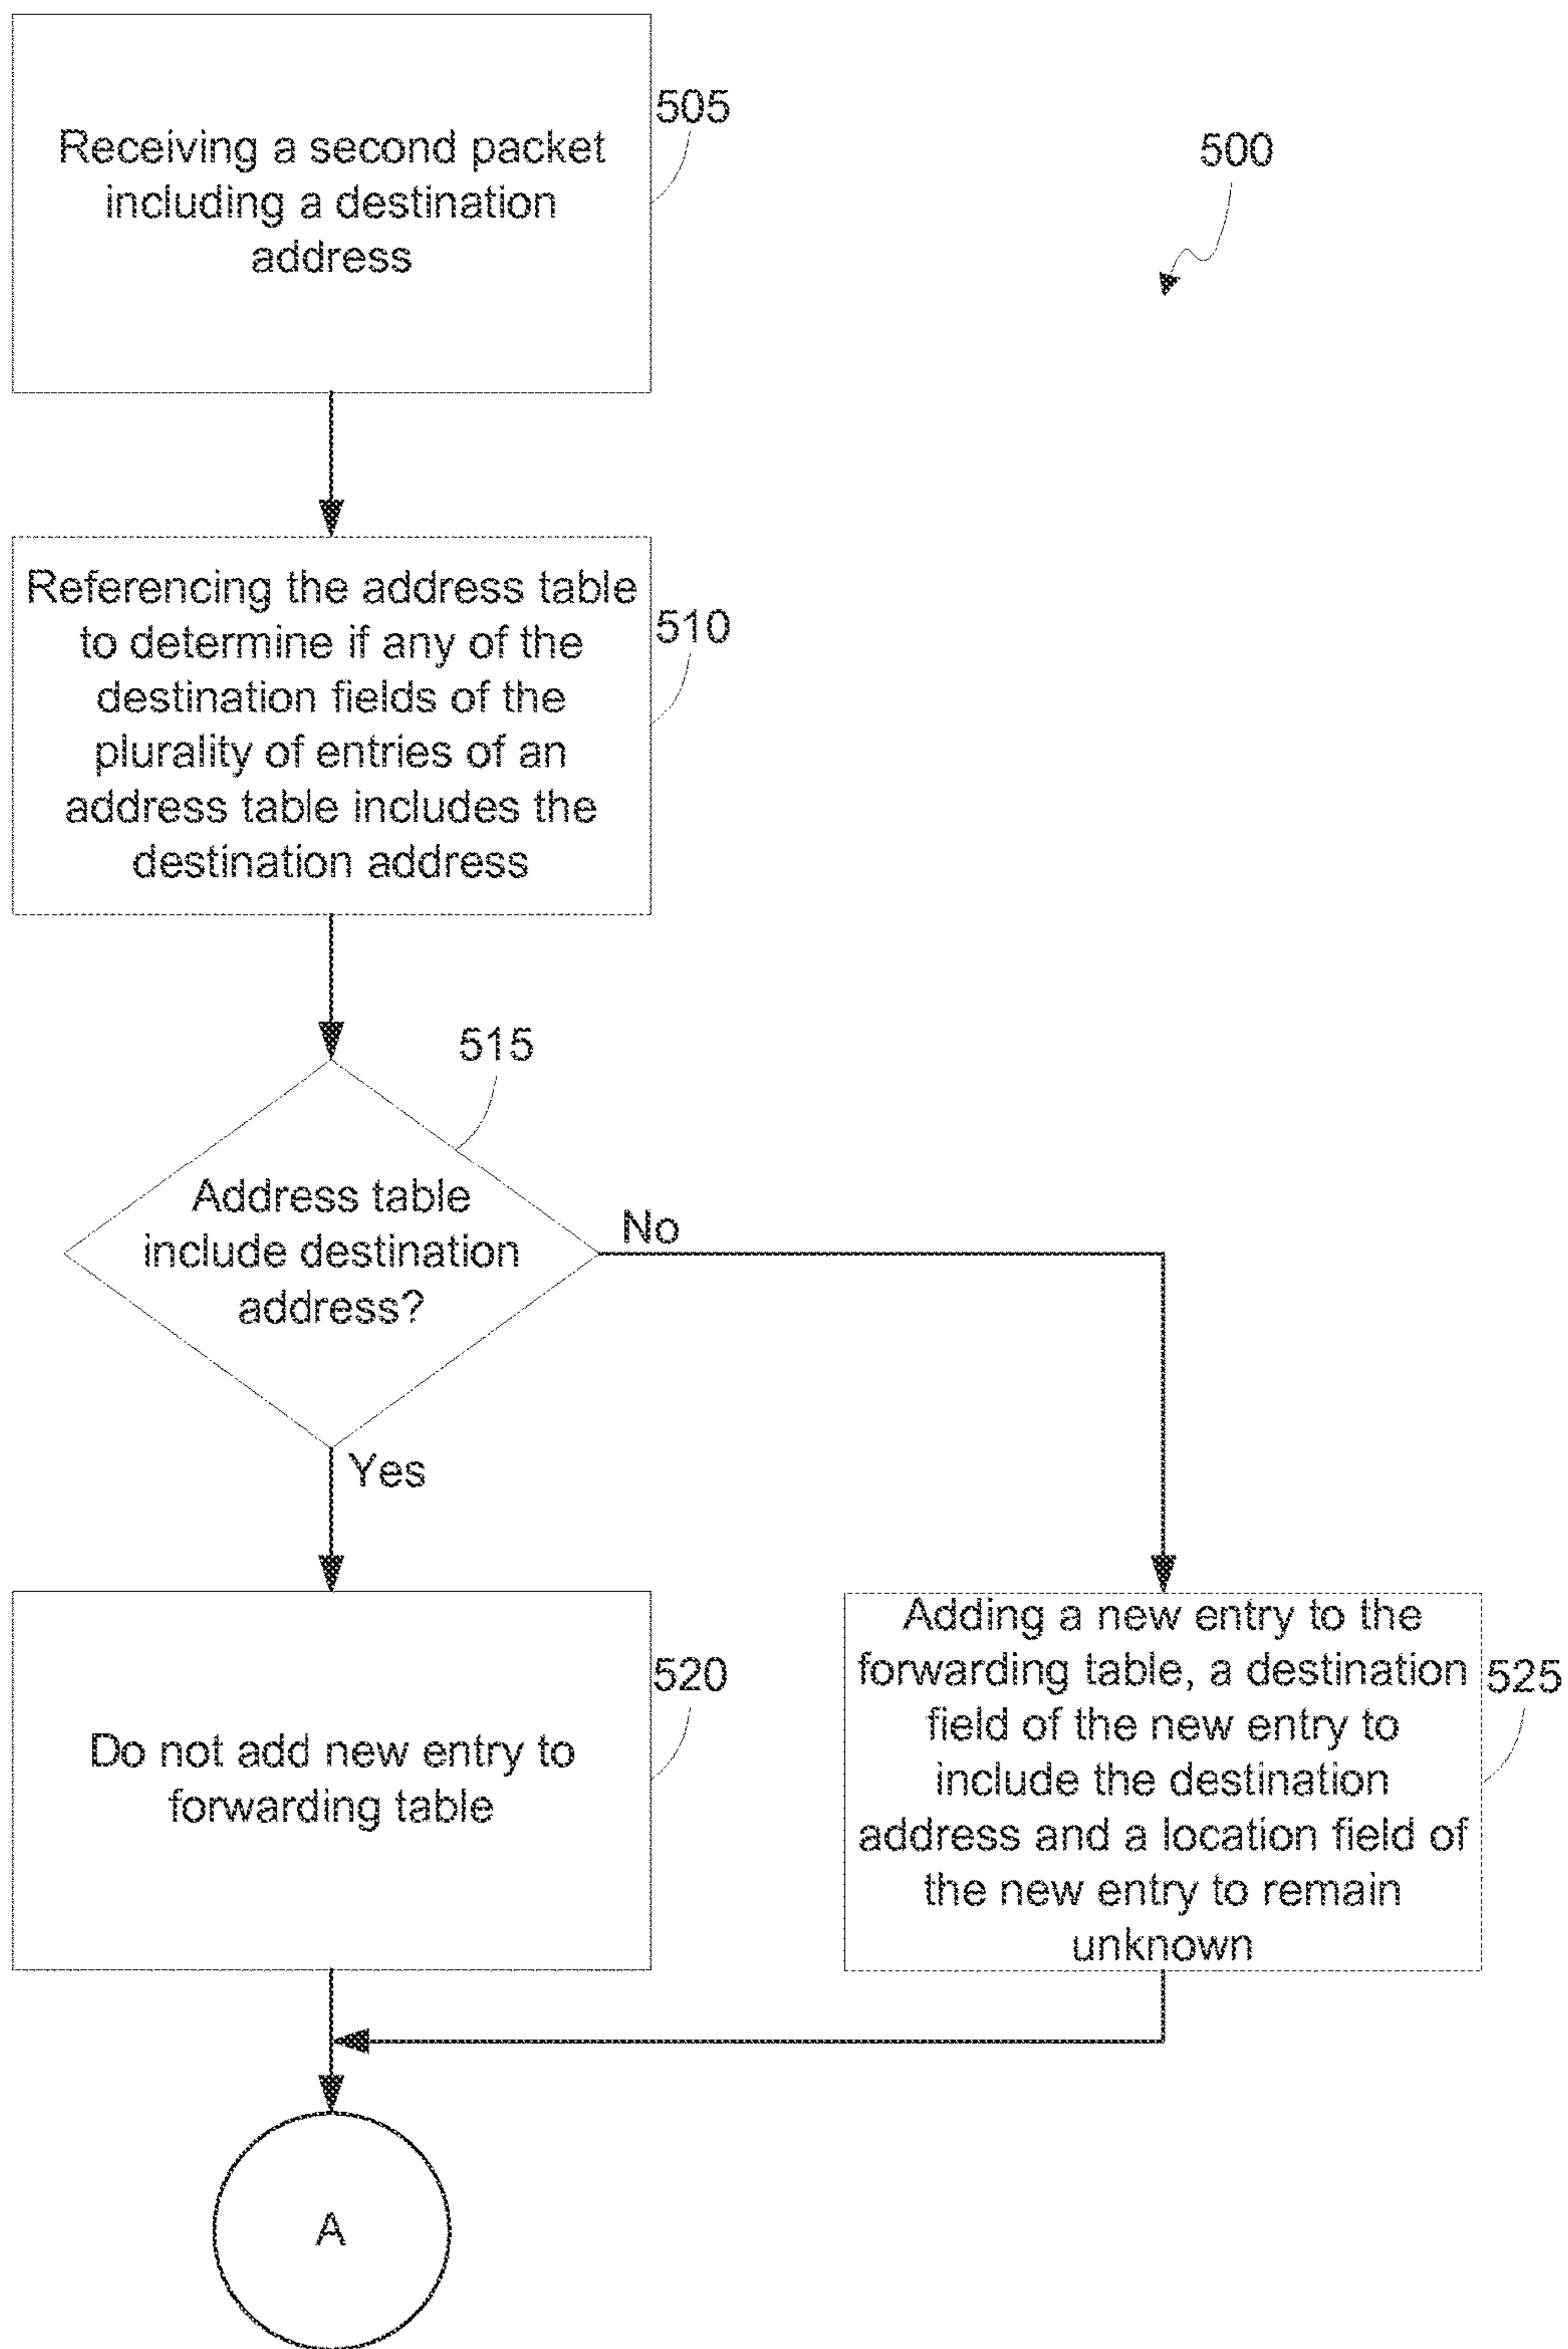 505
500
Receiving a second packet
including a destination
address
Referencing the address table
to determine if any of the
destination fields of the
plurality of entries of an
address table includes the
destination address
510
515
Address table
include destination
address?
No
Yes
Do not add new entry to
forwarding table
520
Adding a new entry to the
forwarding table, a destination
field of the new entry to
include the destination
address and a location field of
the new entry to remain
unknown
525
A